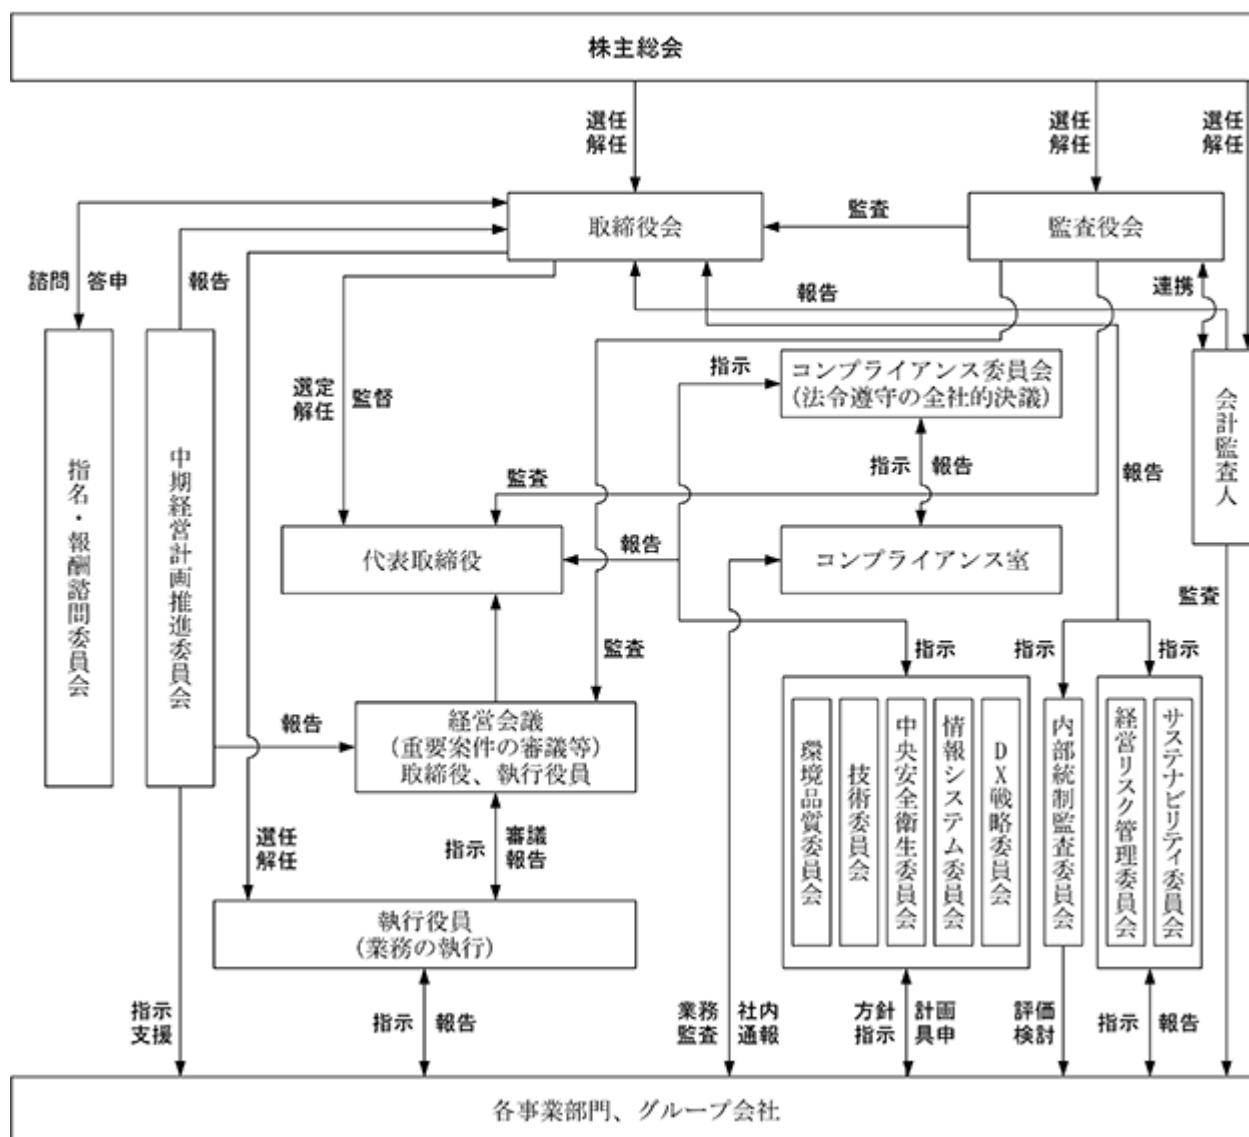 株主総会
選任
解任
選任
解任
選任
解任
取締役会
監査
監査役会
諮問
答申
報告
報告
連携
選定
解任
監督
指示
コンプライアンス委員会
(法令遵守の全社的決議)
指示
報告
報告
会計監査人
指名・報酬諮問委員会
中期経営計画推進委員会
監査
代表取締役
報告
コンプライアンス室
監査
監査
指示
指示
指示
報告
経営会議
(重要案件の審議等)
取締役、執行役員
環境品質委員会
技術委員会
中央安全衛生委員会
情報システム委員会
DX戦略委員会
内部統制監査委員会
経営リスク管理委員会
サステナビリティ委員会
選任
解任
指示
審議
報告
執行役員
(業務の執行)
指示
支援
指示
報告
業務
監査
社内
通報
方針
指示
計画
具申
評価
検討
指示
報告
各事業部門、グループ会社